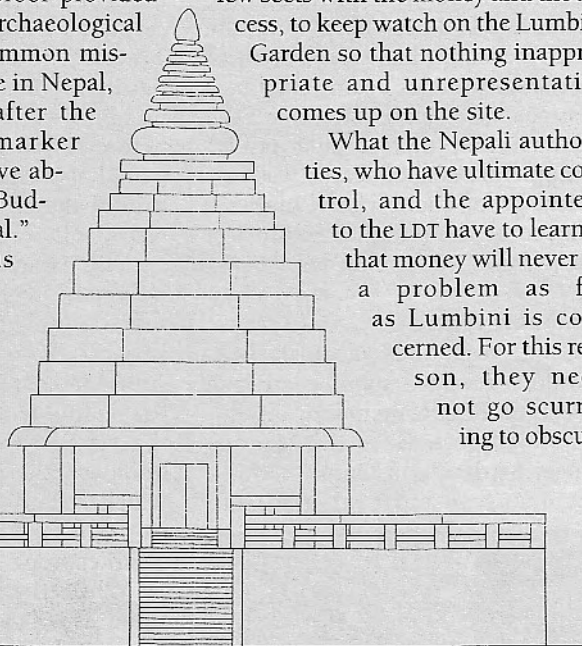 rchaeological
mmon mis-
e in Nepal,
after the
marker
ve ab-
Bud-
al.”
s
cess, to keep watch on the Lumbi
Garden so that nothing inappr
priate and unrepresentati
comes up on the site.
What the Nepali autho
ties, who have ultimate co
trol, and the appointe
to the LDT have to learn
that money will never
a problem as f
as Lumbini is co
cerned. For this re
son, they ne
not go scurr
ing to obscu